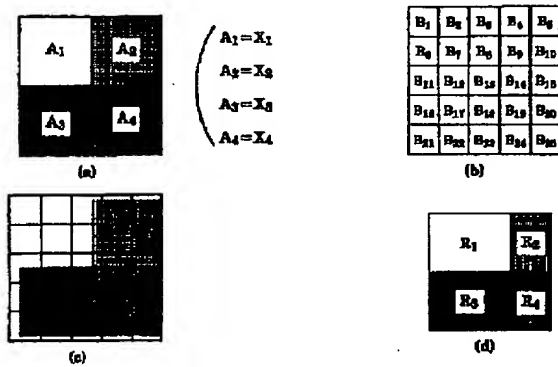 A₁ A₂
A₃ A₄
(a)
A₁=X₁
A₂=X₂
A₃=X₃
A₄=X₄
B₁ B₂ B₃ B₄ B₅
B₆ B₇ B₈ B₉ B₁₀
B₁₁ B₁₂ B₁₃ B₁₄ B₁₅
B₁₆ B₁₇ B₁₈ B₁₉ B₂₀
B₂₁ B₂₂ B₂₃ B₂₄ B₂₅
(b)
(c)
R₁ R₂
R₃ R₄
(d)